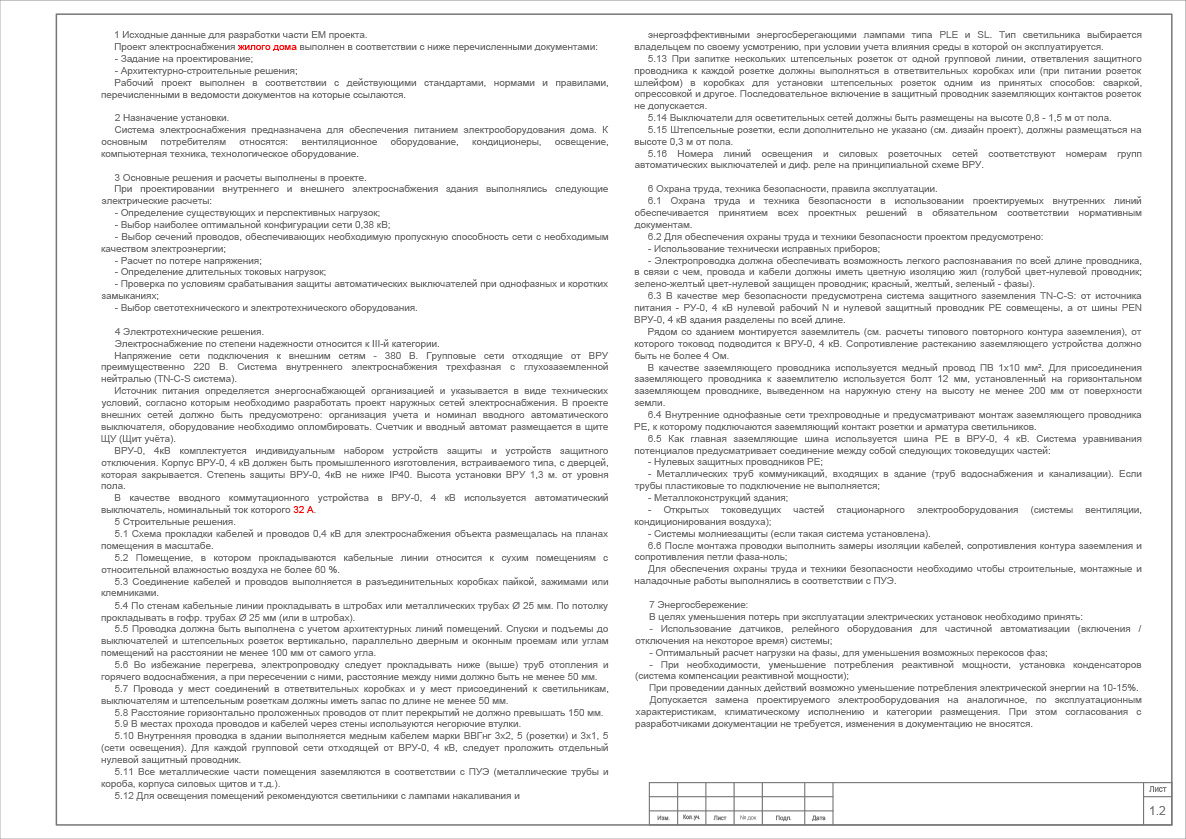 1 Исходные данные для разработки части ЕМ проекта.
Проект электроснабжения жилого дома выполнен в соответствии с ниже перечисленными документами:
- Задание на проектирование;
- Архитектурно-строительные решения;
Рабочий проект выполнен в соответствии с действующими стандартами, нормами и правилами,
перечисленными в ведомости документов на которые ссылаются.
2 Назначение установки.
Система электроснабжения предназначена для обеспечения питанием электрооборудования дома. К
основным потребителям относятся: вентиляционное оборудование, кондиционеры, освещение,
компьютерная техника, технологическое оборудование.
3 Основные решения и расчеты выполнены в проекте.
При проектировании внутреннего и внешнего электроснабжения здания выполнялись следующие
электрические расчеты:
- Определение существующих и перспективных нагрузок;
- Выбор наиболее оптимальной конфигурации сети 0,38 кВ;
- Выбор сечений проводов, обеспечивающих необходимую пропускную способность сети с необходимым
качеством электроэнергии;
- Расчет по потере напряжения;
- Определение длительных токовых нагрузок;
- Проверка по условиям срабатывания защиты автоматических выключателей при однофазных и коротких
замыканиях;
- Выбор светотехнического и электротехнического оборудования.
4 Электротехнические решения.
Электроснабжение по степени надежности относится к III-й категории.
Напряжение сети подключения к внешним сетям - 380 В. Групповые сети отходящие от ВРУ
преимущественно 220 В. Система внутреннего электроснабжения трехфазная с глухозаземленной
нейтралью (TN-C-S система).
Источник питания определяется энергоснабжающей организацией и указывается в виде технических
условий, согласно которым необходимо разработать проект наружных сетей электроснабжения. В проекте
внешних сетей должно быть предусмотрено: организация учета и номинал вводного автоматического
выключателя, оборудование необходимо опломбировать. Счетчик и вводный автомат размещается в щите
ЩУ (Щит учёта).
ВРУ-0, 4кВ комплектуется индивидуальным набором устройств защиты и устройств защитного
отключения. Корпус ВРУ-0, 4 кВ должен быть промышленного изготовления, встраиваемого типа, с дверцей,
которая закрывается. Степень защиты ВРУ-0, 4кВ не ниже IP40. Высота установки ВРУ 1,3 м. от уровня
пола.
В качестве вводного коммутационного устройства в ВРУ-0, 4 кВ используется автоматический
выключатель, номинальный ток которого 32 А.
5 Строительные решения.
5.1 Схема прокладки кабелей и проводов 0,4 кВ для электроснабжения объекта размещалась на планах
помещения в масштабе.
5.2 Помещение, в котором прокладываются кабельные линии относится к сухим помещениям с
относительной влажностью воздуха не более 60 %.
5.3 Соединение кабелей и проводов выполняется в разъединительных коробках пайкой, зажимами или
клемниками.
5.4 По стенам кабельные линии прокладывать в штробах или металлических трубах Ø 25 мм. По потолку
прокладывать в гофр. трубах Ø 25 мм (или в штробах).
5.5 Проводка должна быть выполнена с учетом архитектурных линий помещений. Спуски и подъемы до
выключателей и штепсельных розеток вертикально, параллельно дверным и оконным проемам или углам
помещений на расстоянии не менее 100 мм от самого угла.
5.6 Во избежание перегрева, электропроводку следует прокладывать ниже (выше) труб отопления и
горячего водоснабжения, а при пересечении с ними, расстояние между ними должно быть не менее 50 мм.
5.7 Провода у мест соединений в ответвительных коробках и у мест присоединений к светильникам,
выключателям и штепсельным розеткам должны иметь запас по длине не менее 50 мм.
5.8 Расстояние горизонтально проложенных проводов от плит перекрытий не должно превышать 150 мм.
5.9 В местах прохода проводов и кабелей через стены здания используются негорючие втулки.
5.10 Внутренняя проводка в здании выполняется медным кабелем марки ВВГнг 3х2, 5 (розетки) и 3х1, 5
(сети освещения). Для каждой групповой сети отходящей от ВРУ-0, 4 кВ, следует проложить отдельный
нулевой защитный проводник.
5.11 Все металлические части помещения заземляются в соответствии с ПУЭ (металлические трубы и
короба, корпуса силовых щитов и т.д.).
5.12 Для освещения помещений рекомендуются светильники с лампами накаливания и
энергоэффективными энергосберегающими лампами типа PLE и SL. Тип светильника выбирается
владельцем по своему усмотрению, при условии учета влияния среды в которой он эксплуатируется.
5.13 При запитке нескольких штепсельных розеток от одной групповой линии, ответвления защитного
проводника к каждой розетке должны выполняться в ответвительных коробках или (при питании розеток
шлейфом) в коробках для установки штепсельных розеток одним из принятых способов: сваркой,
опрессовкой и другое. Последовательное включение в защитный проводник заземляющих контактов розеток
не допускается.
5.14 Выключатели для осветительных сетей должны быть размещены на высоте 0,8 - 1,5 м от пола.
5.15 Штепсельные розетки, если дополнительно не указано (см. дизайн проект), должны размещаться на
высоте 0,3 м от пола.
5.16 Номера линий освещения и силовых розеточных сетей соответствуют номерам групп
автоматических выключателей и диф. реле на принципиальной схеме ВРУ.
6 Охрана труда, техника безопасности, правила эксплуатации.
6.1 Охрана труда и техника безопасности в использовании проектируемых внутренних линий
обеспечивается принятием всех проектных решений в обязательном соответствии нормативным
документам.
6.2 Для обеспечения охраны труда и техники безопасности проектом предусмотрено:
- Использование технически исправных приборов;
- Электропроводка должна обеспечивать возможность легкого распознавания по всей длине проводника,
в связи с чем, провода и кабели должны иметь цветную изоляцию жил (голубой цвет-нулевой проводник;
зелено-желтый цвет-нулевой защищен проводник; красный, желтый, зеленый - фазы).
6.3 В качестве мер безопасности предусмотрена система защитного заземления TN-C-S: от источника
питания - РУ-0, 4 кВ нулевой рабочий N и нулевой защитный проводник PE совмещены, а от шины PEN
ВРУ-0, 4 кВ здания разделены по всей длине.
Рядом со зданием монтируется заземлитель (см. расчеты типового повторного контура заземления), от
которого токовод подводится к ВРУ-0, 4 кВ. Сопротивление растеканию заземляющего устройства должно
быть не более 4 Ом.
В качестве заземляющего проводника используется медный провод ПВ 1х10 мм². Для присоединения
заземляющего проводника к заземлителю используется болт 12 мм, установленный на горизонтальном
заземляющем проводнике, выведенном на наружную стену на высоту не менее 200 мм от поверхности
земли.
6.4 Внутренние однофазные сети трехпроводные и предусматривают монтаж заземляющего проводника
PE, к которому подключаются заземляющий контакт розетки и арматура светильников.
6.5 Как главная заземляющие шина используется шина PE в ВРУ-0, 4 кВ. Система уравнивания
потенциалов предусматривает соединение между собой следующих токоведущих частей:
- Нулевых защитных проводников PE;
- Металлических труб коммуникаций, входящих в здание (труб водоснабжения и канализации). Если
трубы пластиковые то подключение не выполняется;
- Металлоконструкций здания;
- Открытых токоведущих частей стационарного электрооборудования (системы вентиляции,
кондиционирования воздуха);
- Системы молниезащиты (если такая система установлена).
6.6 После монтажа проводки выполнить замеры изоляции кабелей, сопротивления контура заземления и
сопротивления петли фаза-ноль;
Для обеспечения охраны труда и техники безопасности необходимо чтобы строительные, монтажные и
наладочные работы выполнялись в соответствии с ПУЭ.
7 Энергосбережение:
В целях уменьшения потерь при эксплуатации электрических установок необходимо принять:
- Использование датчиков, релейного оборудования для частичной автоматизации (включения /
отключения на некоторое время) системы;
- Оптимальный расчет нагрузки на фазы, для уменьшения возможных перекосов фаз;
- При необходимости, уменьшение потребления реактивной мощности, установка конденсаторов
(система компенсации реактивной мощности);
При проведении данных действий возможно уменьшение потребления электрической энергии на 10-15%.
Допускается замена проектируемого электрооборудования на аналогичное, по эксплуатационным
характеристикам, климатическому исполнению и категории размещения. При этом согласования с
разработчиками документации не требуется, изменения в документацию не вносятся.
Лист
1.2
Изм. Кол.уч. Лист № док Подп. Дата